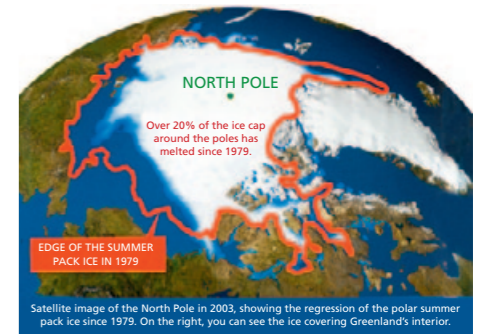 NORTH POLE
Over 20% of the ice cap
around the poles has
melted since 1979.
EDGE OF THE SUMMER
PACK ICE IN 1979
Satellite image of the North Pole in 2003, showing the regression of the polar summer
pack ice since 1979. On the right, you can see the ice covering Greenland's interior.